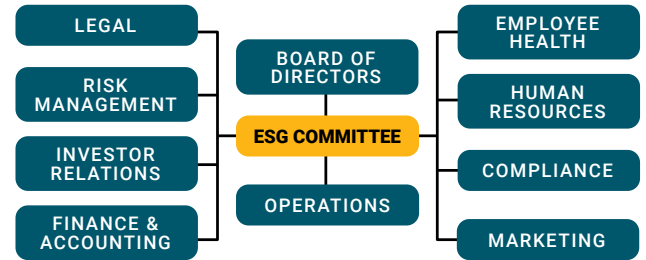 LEGAL
RISK
MANAGEMENT
INVESTOR
RELATIONS
FINANCE &
ACCOUNTING
BOARD OF
DIRECTORS
ESG COMMITTEE
OPERATIONS
EMPLOYEE
HEALTH
HUMAN
RESOURCES
COMPLIANCE
MARKETING